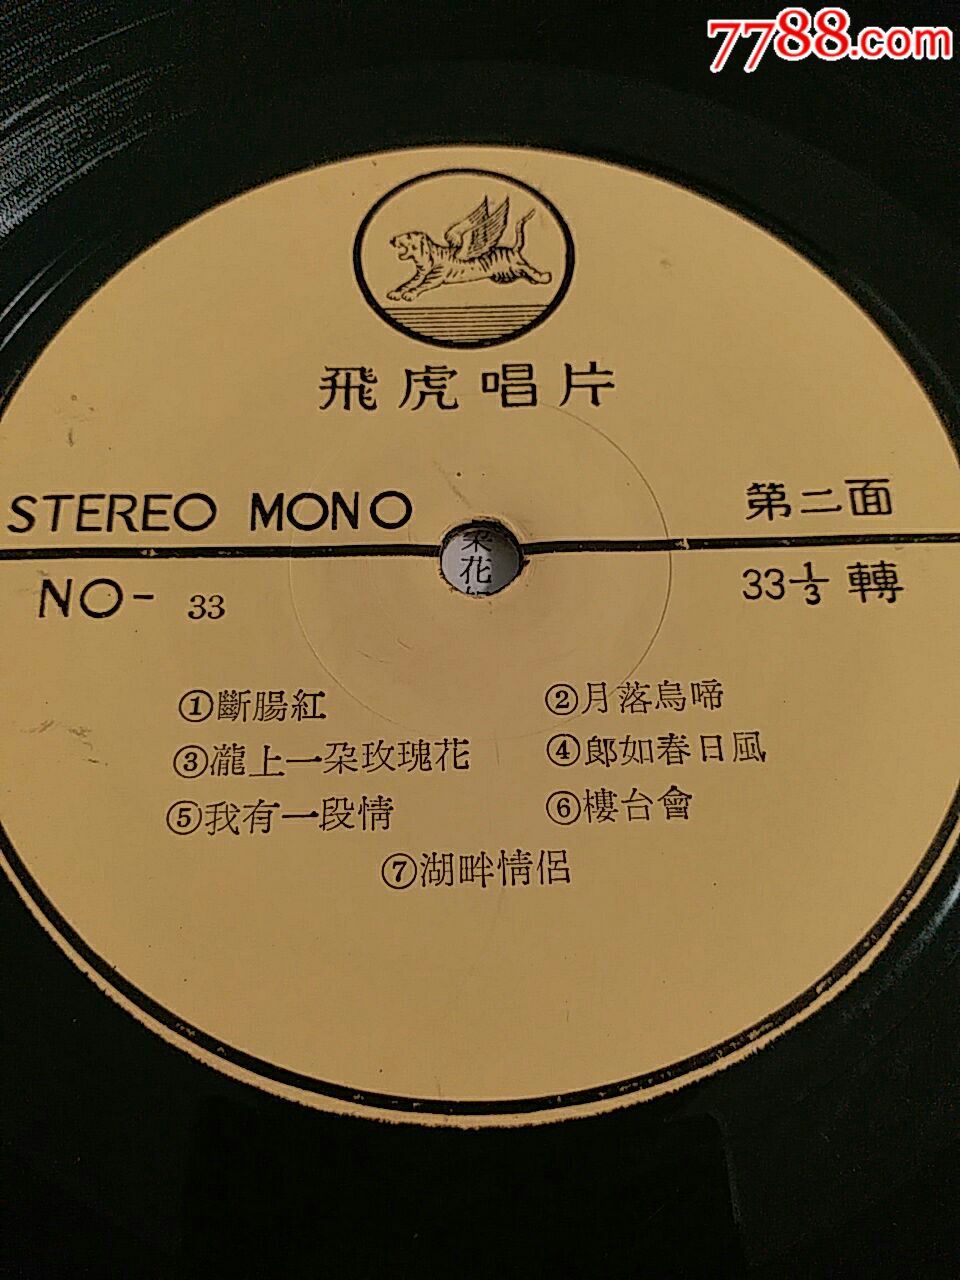 7788.com
飛虎唱片
STEREO MONO 第二面
NO- 33 33⅓ 轉
①斷腸紅 ②月落烏啼
③瀧上一朵玫瑰花 ④郎如春日風
⑤我有一段情 ⑥樓台會
⑦湖畔情侶
花